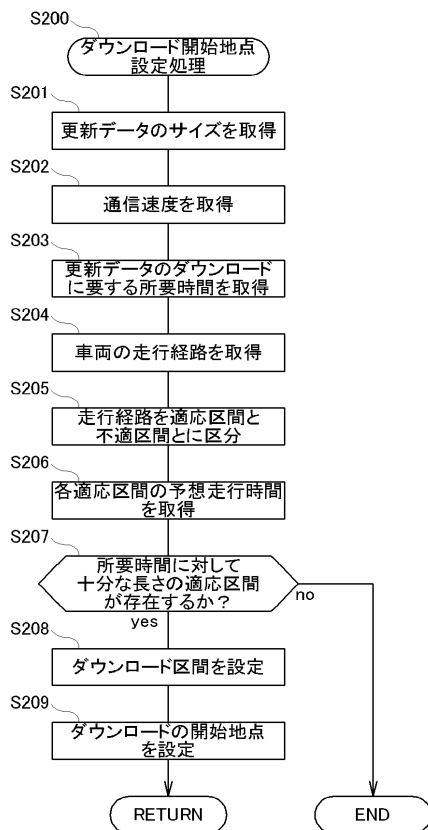 S200
ダウンロード開始地点
設定処理
S201
更新データのサイズを取得
S202
通信速度を取得
S203
更新データのダウンロード
に要する所要時間を取得
S204
車両の走行経路を取得
S205
走行経路を適応区間と
不適区間とに区分
S206
各適応区間の予想走行時間
を取得
S207
所要時間に対して
十分な長さの適応区間
が存在するか？
no
yes
S208
ダウンロード区間を設定
S209
ダウンロードの開始地点
を設定
RETURN
END